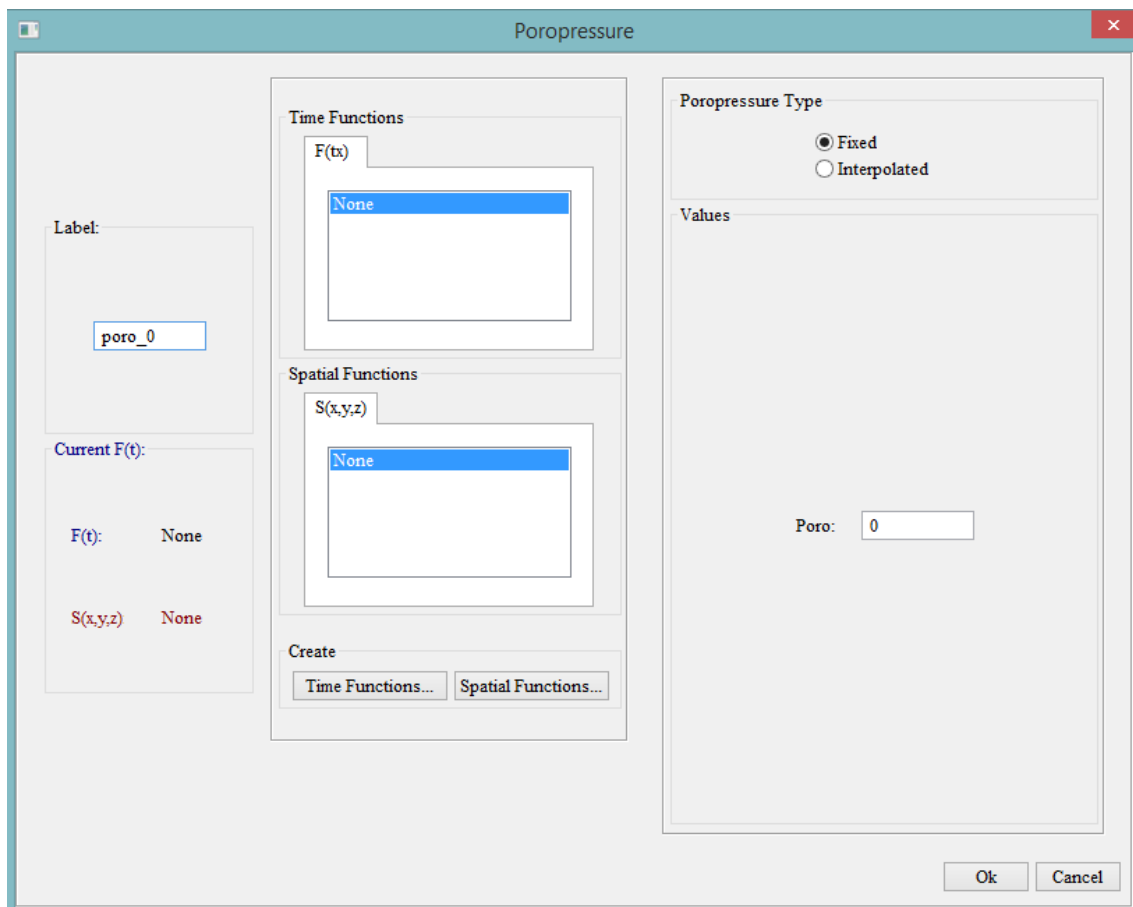 Poropressure
Label:
poro_0
Current F(t):
F(t): None
S(x,y,z) None
Time Functions
F(tx)
None
Spatial Functions
S(x,y,z)
None
Create
Time Functions... Spatial Functions...
Poropressure Type
Fixed
Interpolated
Values
Poro: 0
Ok Cancel